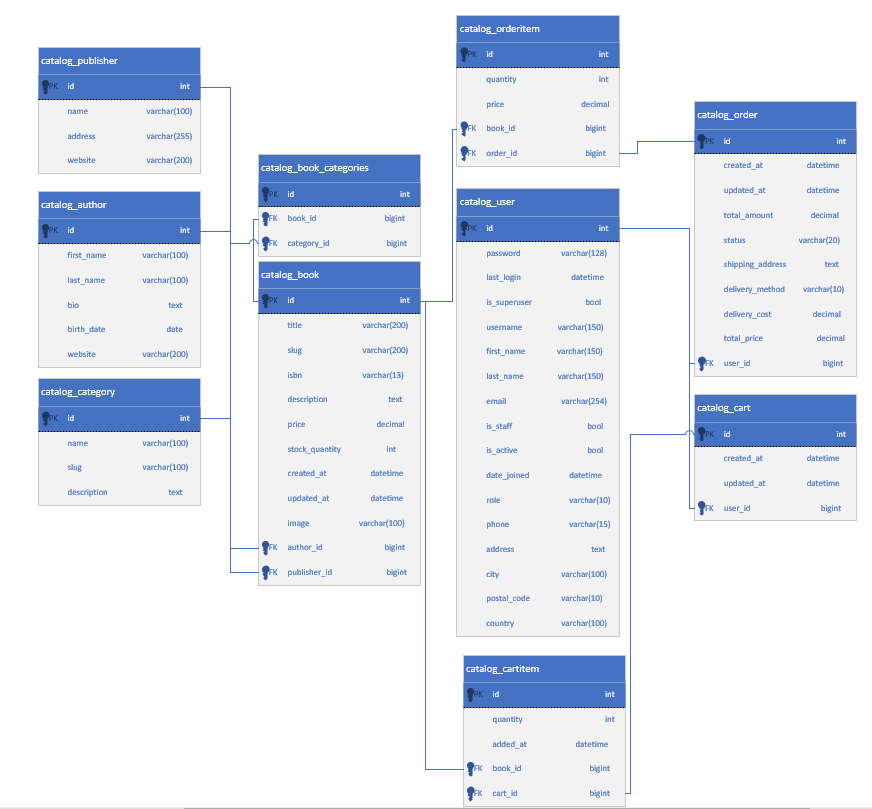 catalog_publisher
PK id int
name varchar(100)
address varchar(255)
website varchar(200)
catalog_author
PK id int
first_name varchar(100)
last_name varchar(100)
bio text
birth_date date
website varchar(200)
catalog_category
PK id int
name varchar(100)
slug varchar(100)
description text
catalog_book_categories
PK id int
FK book_id bigint
FK category_id bigint
catalog_book
PK id int
title varchar(200)
slug varchar(200)
isbn varchar(13)
description text
price decimal
stock_quantity int
created_at datetime
updated_at datetime
image varchar(100)
FK author_id bigint
FK publisher_id bigint
catalog_orderitem
PK id int
quantity int
price decimal
FK book_id bigint
FK order_id bigint
catalog_user
PK id int
password varchar(128)
last_login datetime
is_superuser bool
username varchar(150)
first_name varchar(150)
last_name varchar(150)
email varchar(254)
is_staff bool
is_active bool
date_joined datetime
role varchar(10)
phone varchar(15)
address text
city varchar(100)
postal_code varchar(10)
country varchar(100)
catalog_cartitem
PK id int
quantity int
added_at datetime
FK book_id bigint
FK cart_id bigint
catalog_order
PK id int
created_at datetime
updated_at datetime
total_amount decimal
status varchar(20)
shipping_address text
delivery_method varchar(10)
delivery_cost decimal
total_price decimal
FK user_id bigint
catalog_cart
PK id int
created_at datetime
updated_at datetime
FK user_id bigint